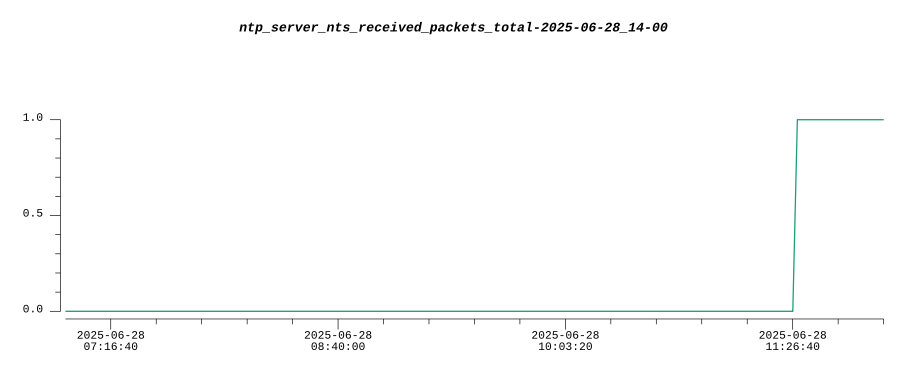 ntp_server_nts_received_packets_total-2025-06-28_14-00
1.0
0.5
0.0
2025-06-28 2025-06-28 2025-06-28 2025-06-28
07:16:40 08:40:00 10:03:20 11:26:40